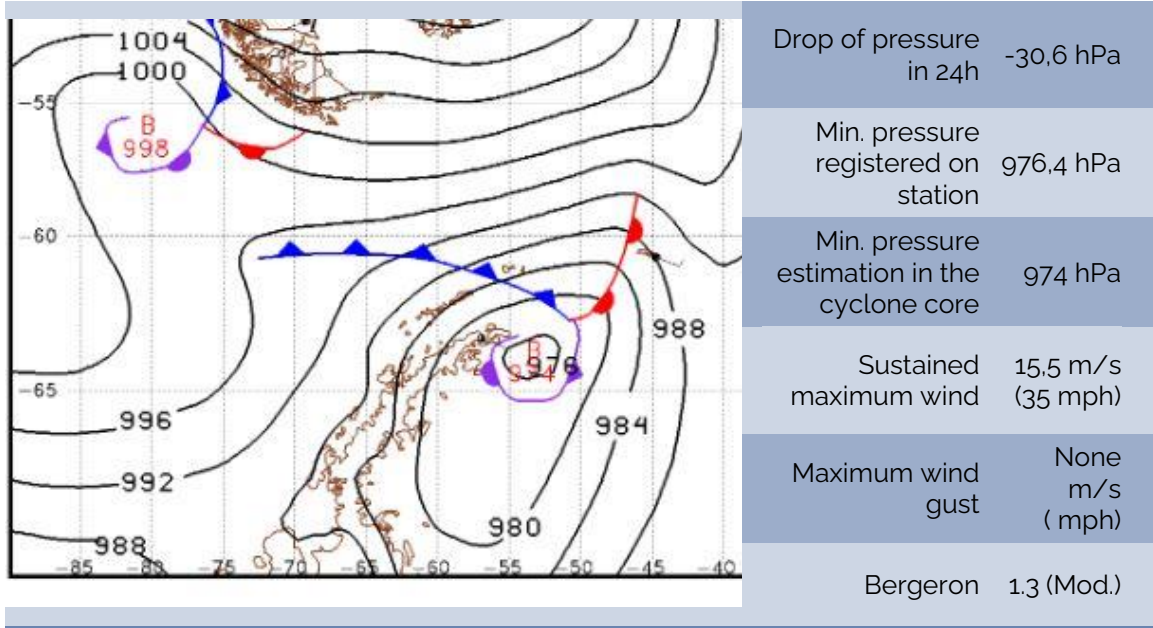 1004
1000
-55
B
998
-60
988
B
976
-65
996
984
992
980
988
-85
-80
-75
-70
-65
-60
-55
-50
-45
-40
Drop of pressure
in 24h
-30,6 hPa
Min. pressure
registered on
station
976,4 hPa
Min. pressure
estimation in the
cyclone core
974 hPa
Sustained
maximum wind
15,5 m/s
(35 mph)
Maximum wind
gust
None
m/s
( mph)
Bergeron
1.3 (Mod.)